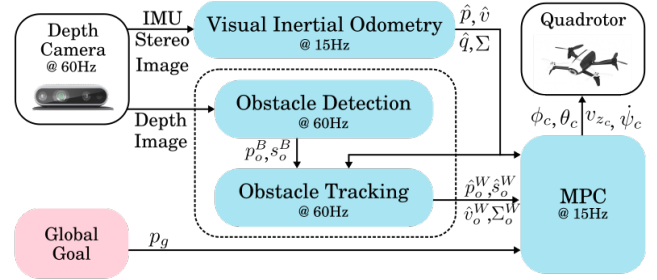 Depth
Camera
@ 60Hz
IMU
Stereo
Image
Visual Inertial Odometry
@ 15Hz
p̂, v̂
q̂,Σ
Quadrotor
Depth
Image
Obstacle Detection
@ 60Hz
p_o^B,s_o^B
Obstacle Tracking
@ 60Hz
p̂_o^W,ŝ_o^W
v̂_o^W,Σ_o^W
ϕ_c,θ_c v_{z_c},ψ̇_c
MPC
@ 15Hz
Global
Goal
p_g